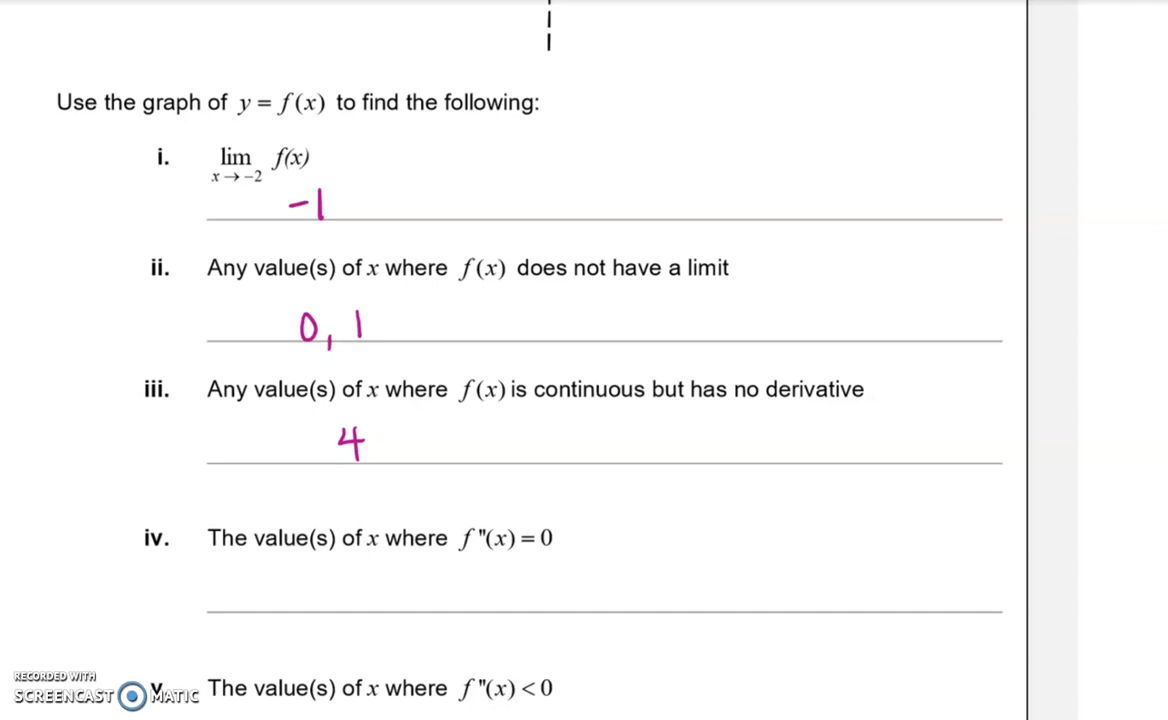 Use the graph of y = f(x) to find the following:
i. lim x → -2 f(x)
-1
ii. Any value(s) of x where f(x) does not have a limit
0, 1
iii. Any value(s) of x where f(x) is continuous but has no derivative
4
iv. The value(s) of x where f "(x) = 0
v. The value(s) of x where f "(x) < 0
RECORDED WITH
SCREENCAST MATIC